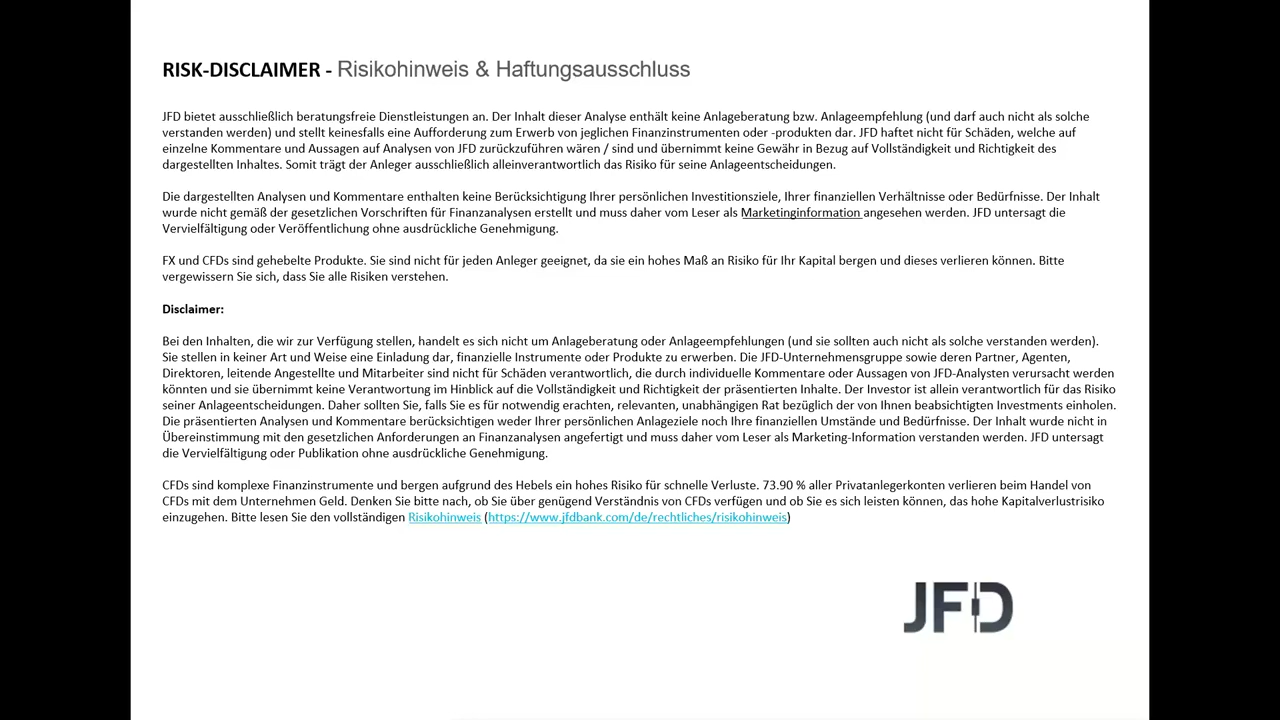 RISK-DISCLAIMER - Risikohinweis & Haftungsausschluss
JFD bietet ausschließlich beratungsfreie Dienstleistungen an. Der Inhalt dieser Analyse enthält keine Anlageberatung bzw. Anlageempfehlung (und darf auch nicht als solche
verstanden werden) und stellt keinesfalls eine Aufforderung zum Erwerb von jeglichen Finanzinstrumenten oder -produkten dar. JFD haftet nicht für Schäden, welche auf
einzelne Kommentare und Aussagen auf Analysen von JFD zurückzuführen wären / sind und übernimmt keine Gewähr in Bezug auf Vollständigkeit und Richtigkeit des
dargestellten Inhaltes. Somit trägt der Anleger ausschließlich alleinverantwortlich das Risiko für seine Anlageentscheidungen.
Die dargestellten Analysen und Kommentare enthalten keine Berücksichtigung Ihrer persönlichen Investitionsziele, Ihrer finanziellen Verhältnisse oder Bedürfnisse. Der Inhalt
wurde nicht gemäß der gesetzlichen Vorschriften für Finanzanalysen erstellt und muss daher vom Leser als Marketinginformation angesehen werden. JFD untersagt die
Vervielfältigung oder Veröffentlichung ohne ausdrückliche Genehmigung.
FX und CFDs sind gehebelte Produkte. Sie sind nicht für jeden Anleger geeignet, da sie ein hohes Maß an Risiko für Ihr Kapital bergen und dieses verlieren können. Bitte
vergewissern Sie sich, dass Sie alle Risiken verstehen.
Disclaimer:
Bei den Inhalten, die wir zur Verfügung stellen, handelt es sich nicht um Anlageberatung oder Anlageempfehlungen (und sie sollten auch nicht als solche verstanden werden).
Sie stellen in keiner Art und Weise eine Einladung dar, finanzielle Instrumente oder Produkte zu erwerben. Die JFD-Unternehmensgruppe sowie deren Partner, Agenten,
Direktoren, leitende Angestellte und Mitarbeiter sind nicht für Schäden verantwortlich, die durch individuelle Kommentare oder Aussagen von JFD-Analysten verursacht werden
könnten und sie übernimmt keine Verantwortung im Hinblick auf die Vollständigkeit und Richtigkeit der präsentierten Inhalte. Der Investor ist allein verantwortlich für das Risiko
seiner Anlageentscheidungen. Daher sollten Sie, falls Sie es für notwendig erachten, relevanten, unabhängigen Rat bezüglich der von Ihnen beabsichtigten Investments einholen.
Die präsentierten Analysen und Kommentare berücksichtigen weder Ihrer persönlichen Anlageziele noch Ihre finanziellen Umstände und Bedürfnisse. Der Inhalt wurde nicht in
Übereinstimmung mit den gesetzlichen Anforderungen an Finanzanalysen angefertigt und muss daher vom Leser als Marketing-Information verstanden werden. JFD untersagt
die Vervielfältigung oder Publikation ohne ausdrückliche Genehmigung.
CFDs sind komplexe Finanzinstrumente und bergen aufgrund des Hebels ein hohes Risiko für schnelle Verluste. 73.90 % aller Privatanlegerkonten verlieren beim Handel von
CFDs mit dem Unternehmen Geld. Denken Sie bitte nach, ob Sie über genügend Verständnis von CFDs verfügen und ob Sie es sich leisten können, das hohe Kapitalverlustrisiko
einzugehen. Bitte lesen Sie den vollständigen Risikohinweis (https://www.jfdbank.com/de/rechtliches/risikohinweis)
JFD